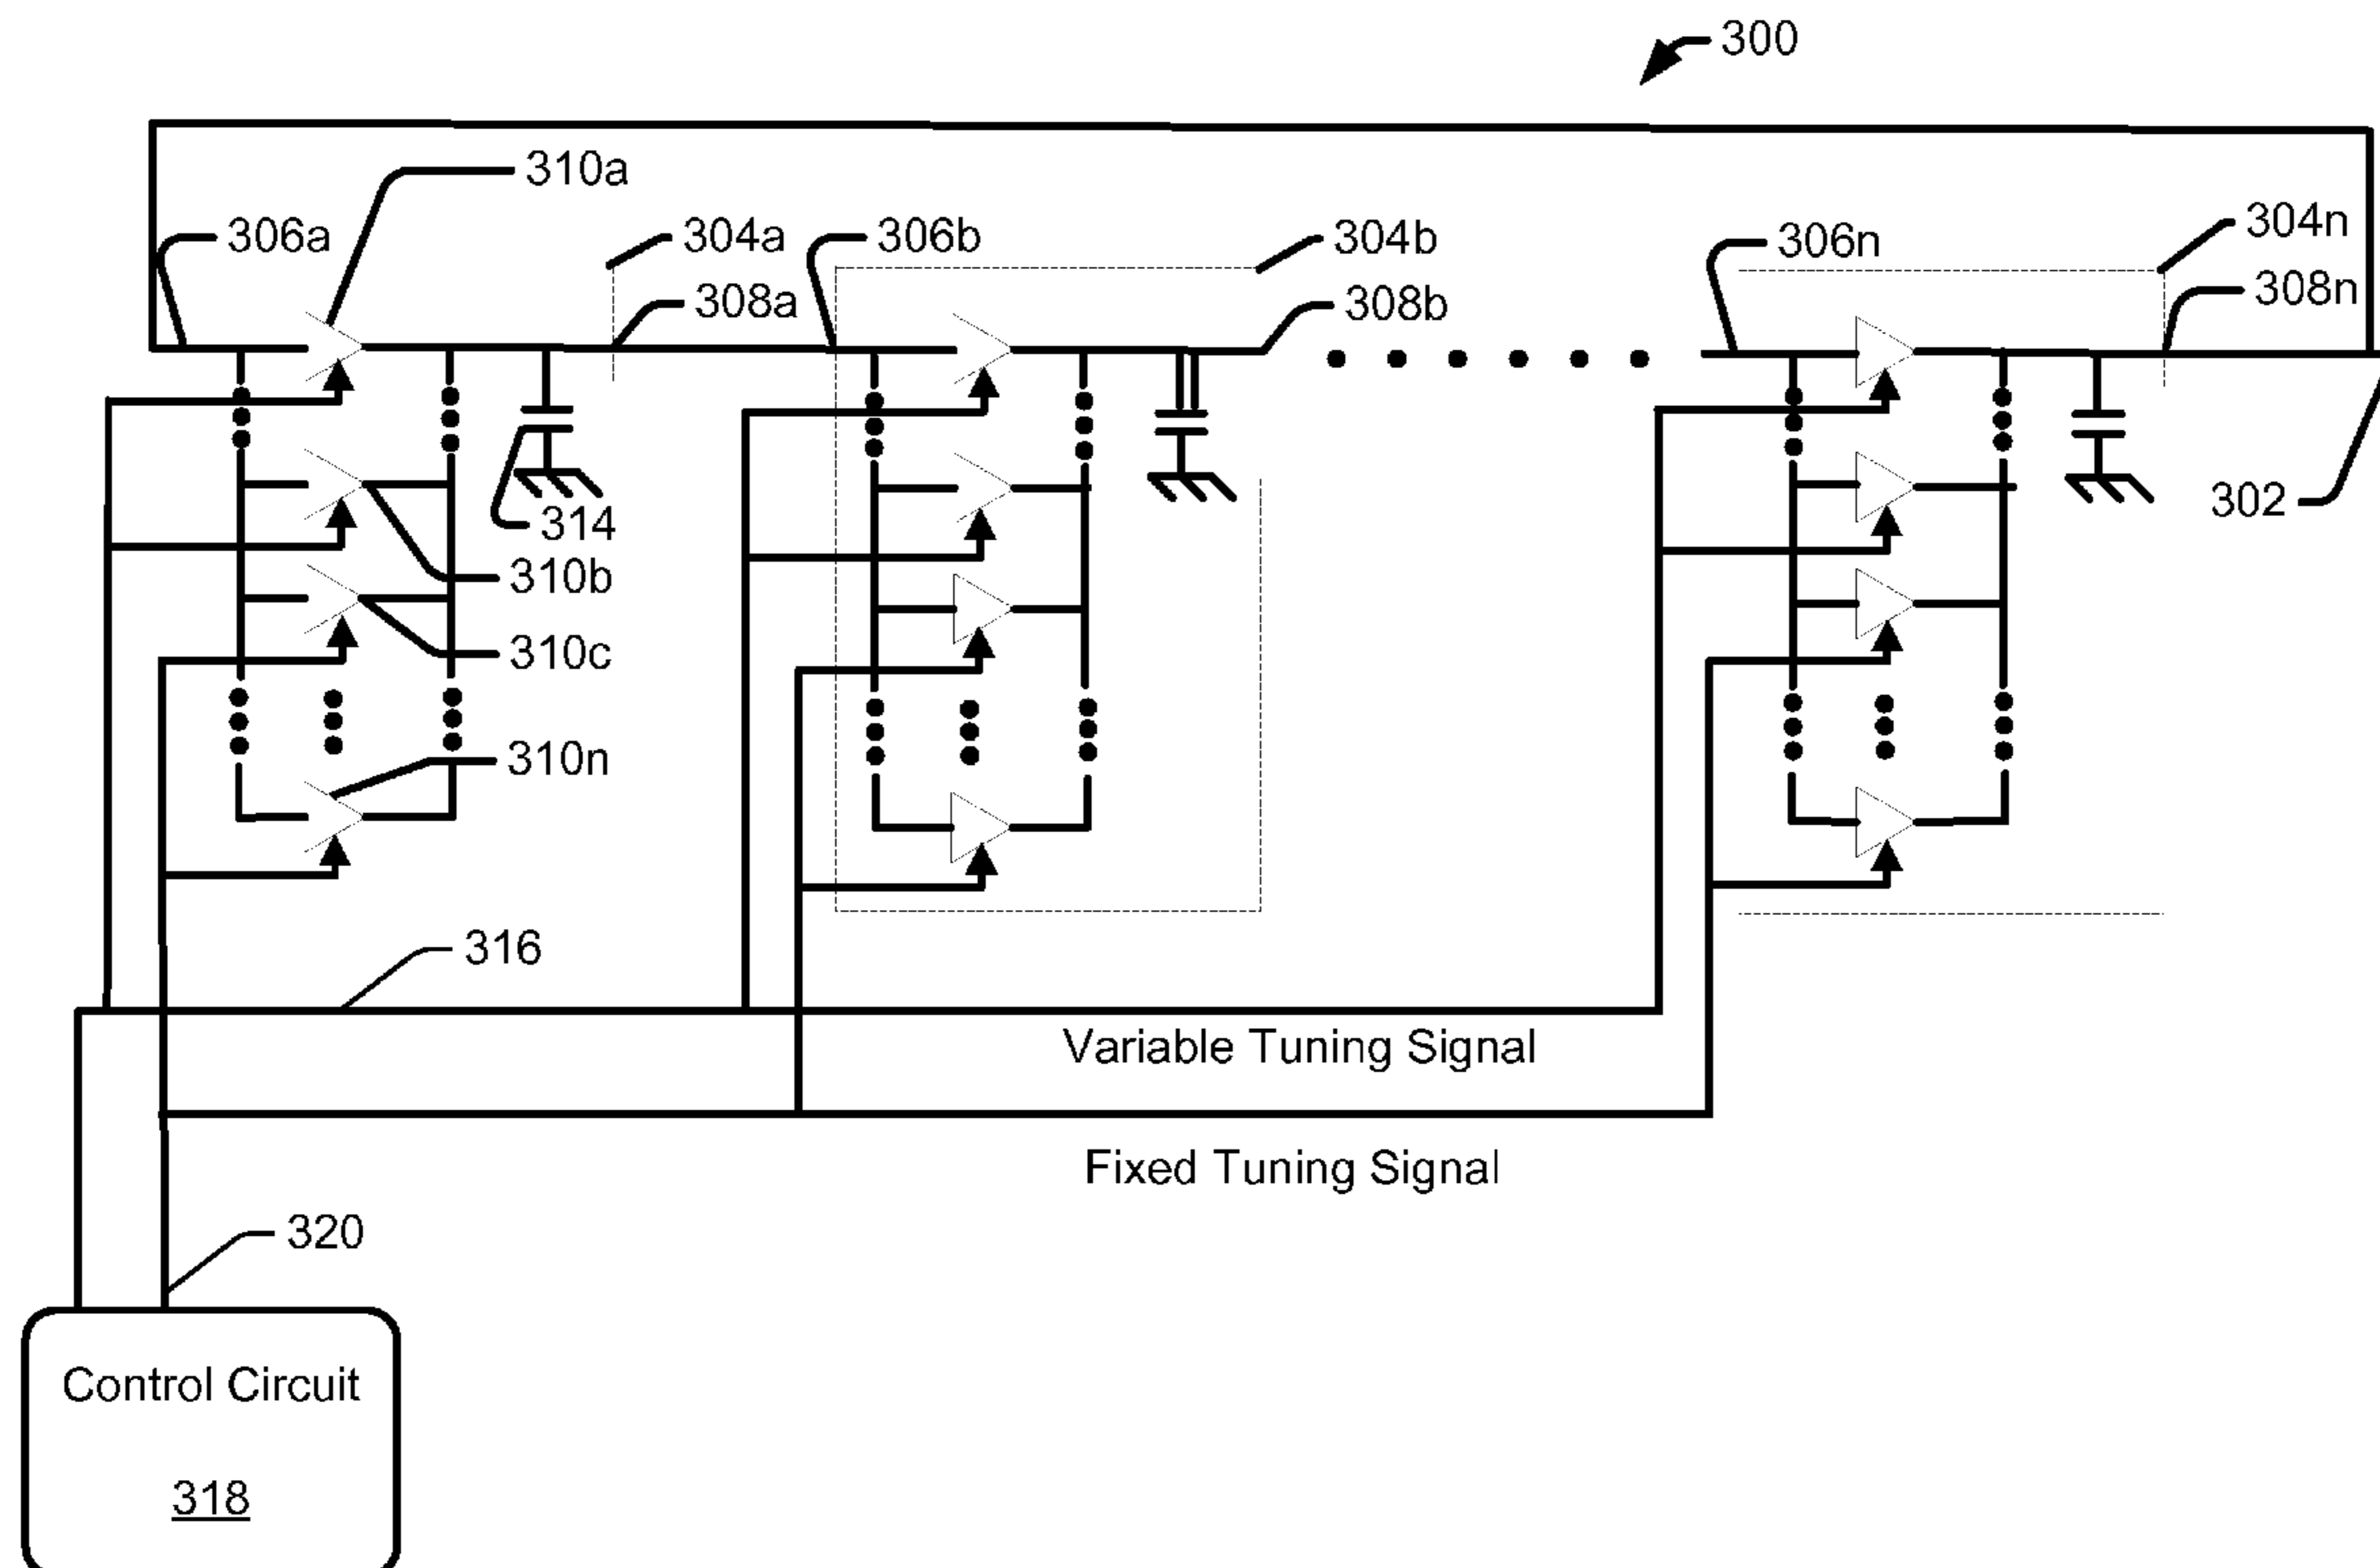 300
310a
306a
304a
306b
304b
306n
304n
308a
308b
308n
314
302
310b
310c
310n
316
Variable Tuning Signal
Fixed Tuning Signal
320
Control Circuit
318